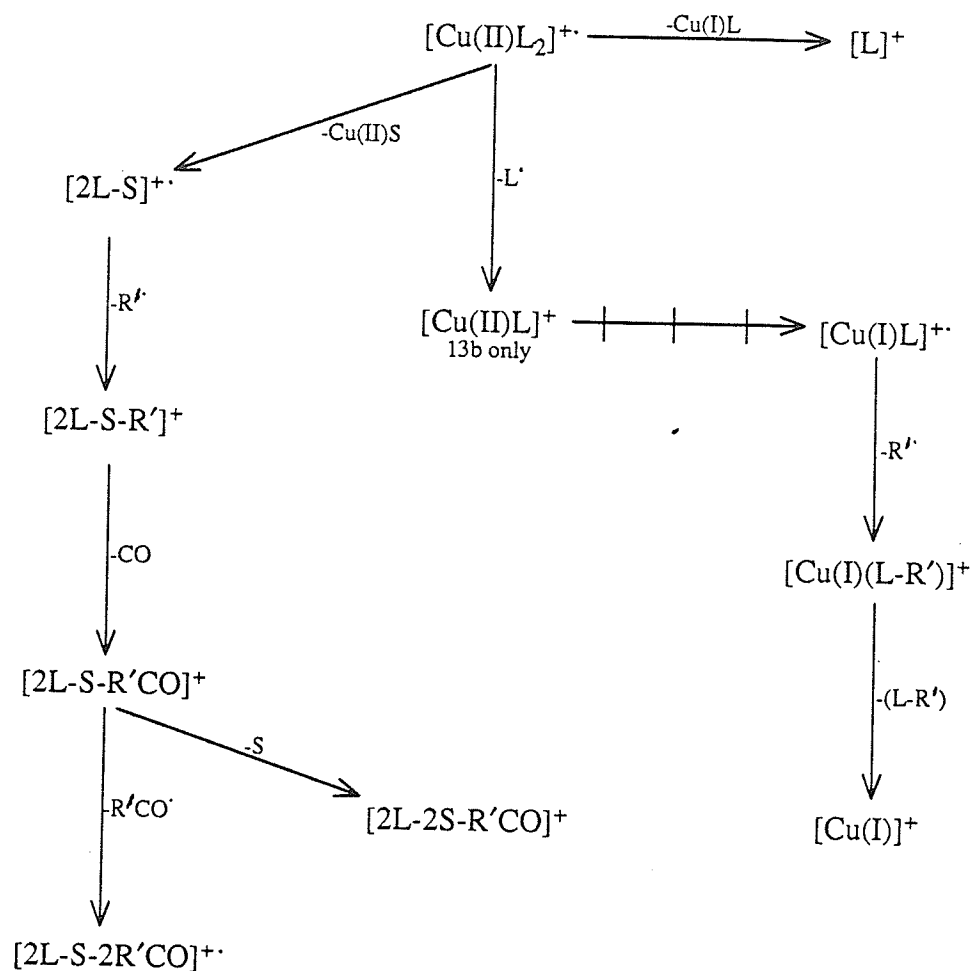 [Cu(II)L₂]⁺· -Cu(I)L [L]⁺
-Cu(II)S
[2L-S]⁺·
-L·
-R′·
[Cu(II)L]⁺
13b only
[Cu(I)L]⁺·
[2L-S-R′]⁺
-R′·
-CO
[Cu(I)(L-R′)]⁺
[2L-S-R′CO]⁺
-(L-R′)
-S
-R′CO·
[2L-2S-R′CO]⁺
[Cu(I)]⁺
[2L-S-2R′CO]⁺·